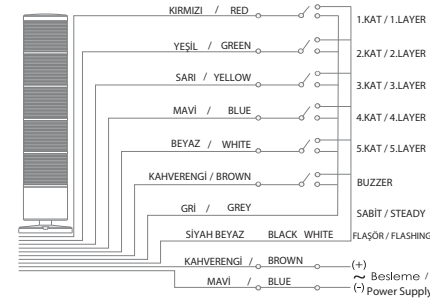 KIRMIZI / RED 1.KAT / 1.LAYER
YEŞİL / GREEN 2.KAT / 2.LAYER
SARI / YELLOW 3.KAT / 3.LAYER
MAVİ / BLUE 4.KAT / 4.LAYER
BEYAZ / WHITE 5.KAT / 5.LAYER
KAHVERENGİ / BROWN BUZZER
GRİ / GREY SABİT / STEADY
SİYAH BEYAZ BLACK WHITE FLAŞÖR / FLASHING
KAHVERENGİ / BROWN (+)
~ Besleme /
MAVİ / BLUE (-) Power Supply